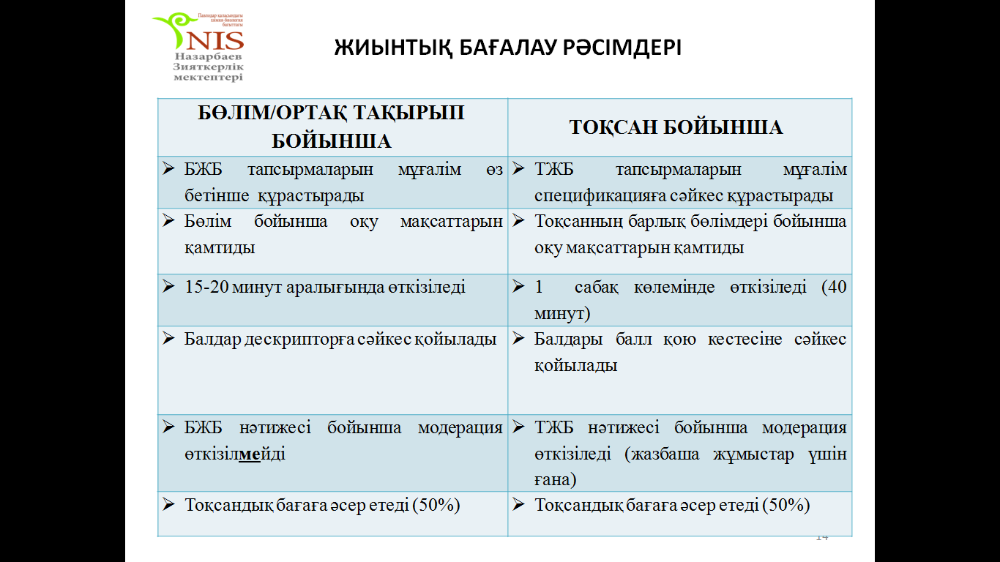 Павлодар қаласындағы
химия-биология
бағыттағы
NIS
Назарбаев
Зияткерлік
мектептері
ЖИЫНТЫҚ БАҒАЛАУ РӘСІМДЕРІ
БӨЛІМ/ОРТАҚ ТАҚЫРЫП
БОЙЫНША
ТОҚСАН БОЙЫНША
➢ БЖБ тапсырмаларын мұғалім өз
бетінше құрастырады
➢ ТЖБ тапсырмаларын мұғалім
спецификацияға сәйкес құрастырады
➢ Бөлім бойынша оқу мақсаттарын
қамтиды
➢ Тоқсанның барлық бөлімдері бойынша
оқу мақсаттарын қамтиды
➢ 15-20 минут аралығында өткізіледі
➢ 1 сабақ көлемінде өткізіледі (40
минут)
➢ Балдар дескрипторға сәйкес қойылады
➢ Балдары балл қою кестесіне сәйкес
қойылады
➢ БЖБ нәтижесі бойынша модерация
өткізілмейді
➢ ТЖБ нәтижесі бойынша модерация
өткізіледі (жазбаша жұмыстар үшін
ғана)
➢ Тоқсандық бағаға әсер етеді (50%)
➢ Тоқсандық бағаға әсер етеді (50%)
14